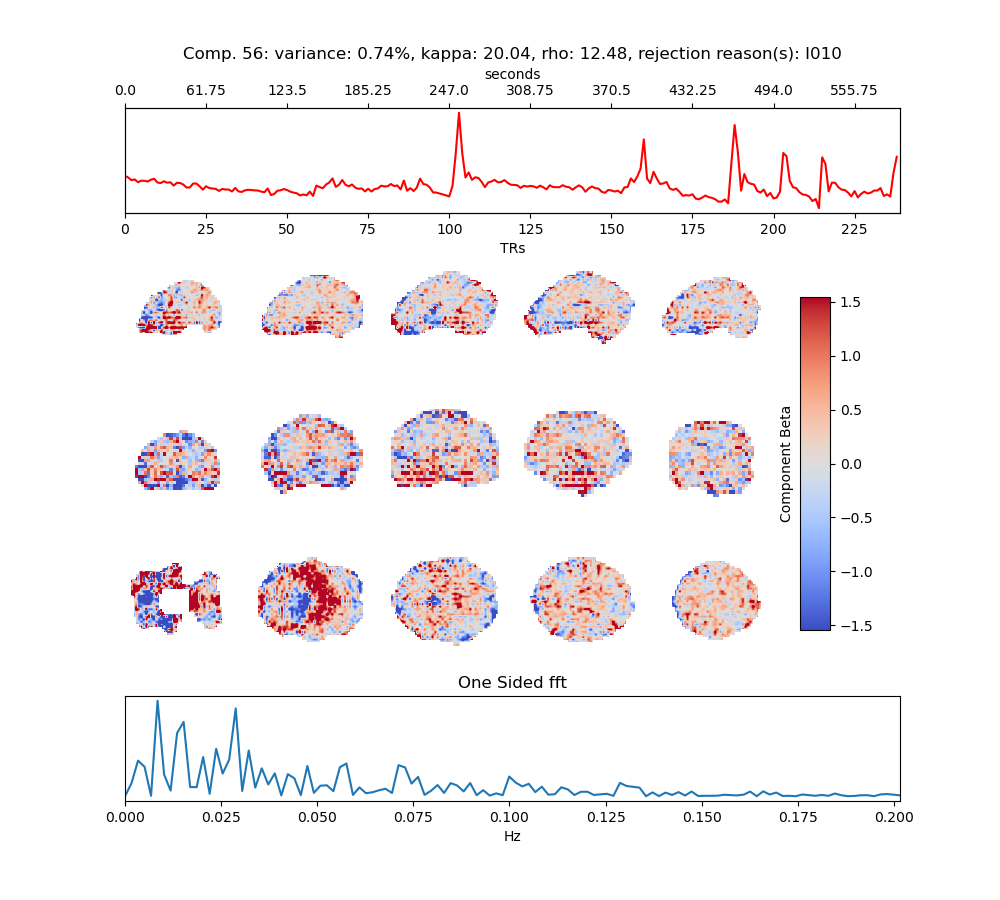 Comp. 56: variance: 0.74%, kappa: 20.04, rho: 12.48, rejection reason(s): I010
seconds
0.0 61.75 123.5 185.25 247.0 308.75 370.5 432.25 494.0 555.75
0 25 50 75 100 125 150 175 200 225
TRs
1.5
1.0
0.5
0.0
−0.5
−1.0
−1.5
Component Beta
One Sided fft
0.000 0.025 0.050 0.075 0.100 0.125 0.150 0.175 0.200
Hz